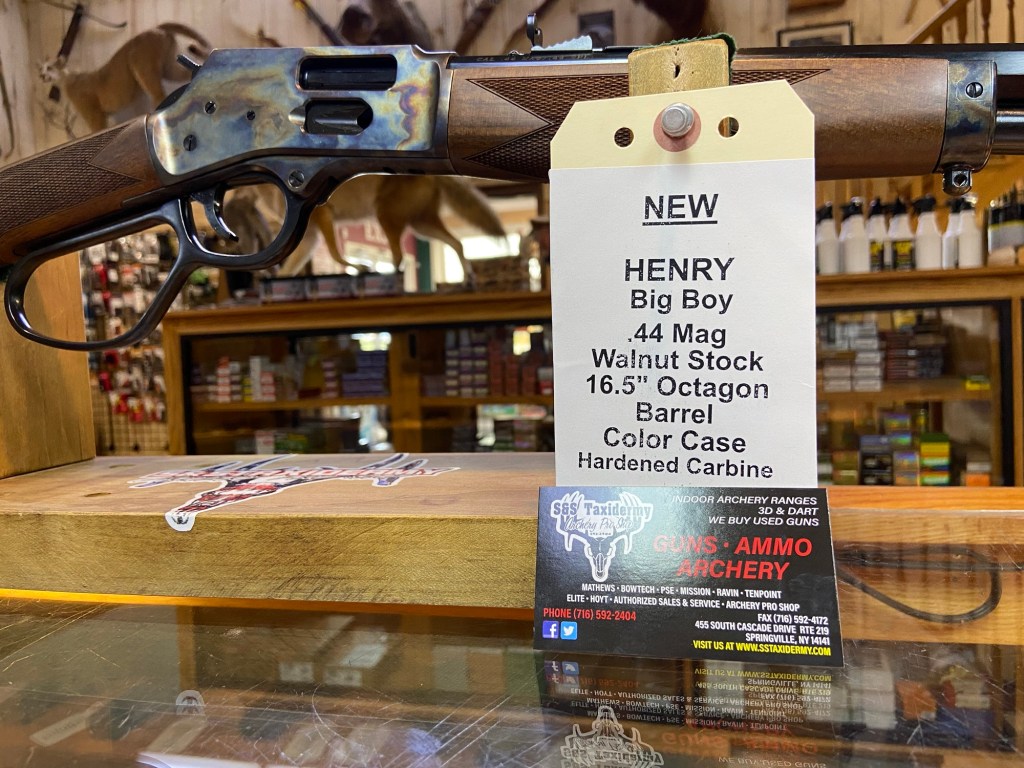 NEW
HENRY
Big Boy
.44 Mag
Walnut Stock
16.5" Octagon
Barrel
Color Case
Hardened Carbine
S&S Taxidermy
Archery Pro Shop
INDOOR ARCHERY RANGES
3D & DART
WE BUY USED GUNS
GUNS • AMMO
ARCHERY
MATHEWS • BOWTECH • PSE • MISSION • RAVIN • TENPOINT
ELITE • HOYT • AUTHORIZED SALES & SERVICE • ARCHERY PRO SHOP
PHONE (716) 592-2404
FAX (716) 592-4172
455 SOUTH CASCADE DRIVE RTE 219
SPRINGVILLE, NY 14141
VISIT US AT WWW.SSTAXIDERMY.COM